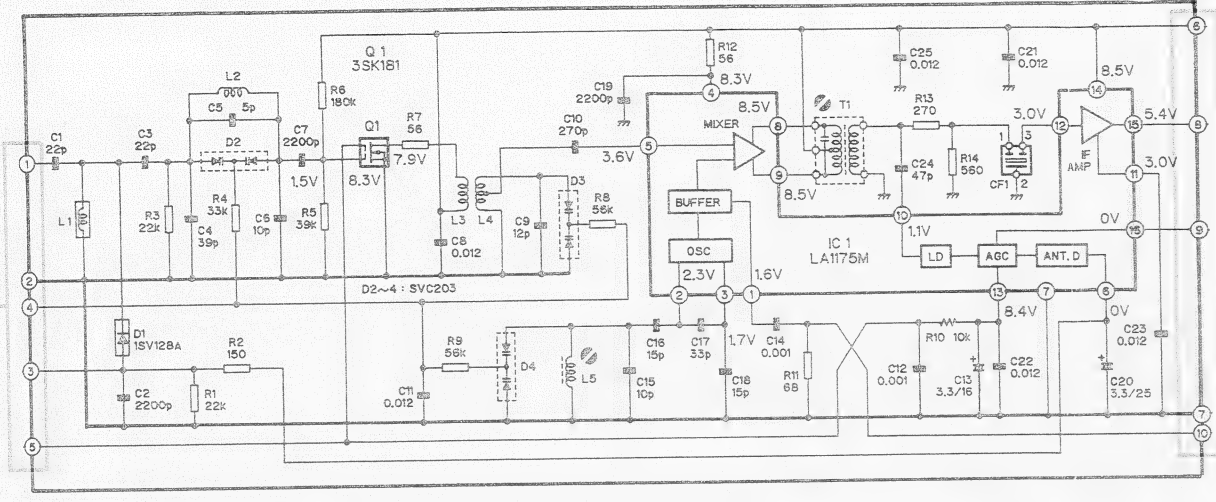 6
Q 1
3SK181
R12
56
C25
0.012
C21
0.012
L2
R6
180k
C19
2200p
8.3V
4
14
8.5V
C5 5p
Q1
R7
56
C10
270p
8.5V
MIXER
8
T1
R13
270
3.0V
12
5.4V
15
8
C1
22p
C3
22p
D2
C7
2200p
7.9V
3.6V
5
1
3
IF
AMP
3.0V
11
1
1.5V
8.3V
D3
9
8.5V
C24
47p
R14
560
CF1
2
L1
R3
22k
R4
33k
C4
39p
C6
10p
R5
39k
L3
L4
C9
12p
R8
56k
BUFFER
10
1.1V
0V
16
9
C8
0.012
OSC
IC 1
LA1175M
LD
AGC
ANT. D
2
D2~4 : SVC203
2.3V
1.6V
4
2
3
1
13
7
6
8.4V
0V
D1
1SV128A
R9
56k
D4
C16
15p
C17
33p
1.7V
C14
0.001
R10 10k
C23
0.012
3
R2
150
L5
C15
10p
C18
15p
R11
68
C12
0.001
C13
3.3/16
+
C22
0.012
+
C20
3.3/25
C2
2200p
R1
22k
C11
0.012
7
5
10